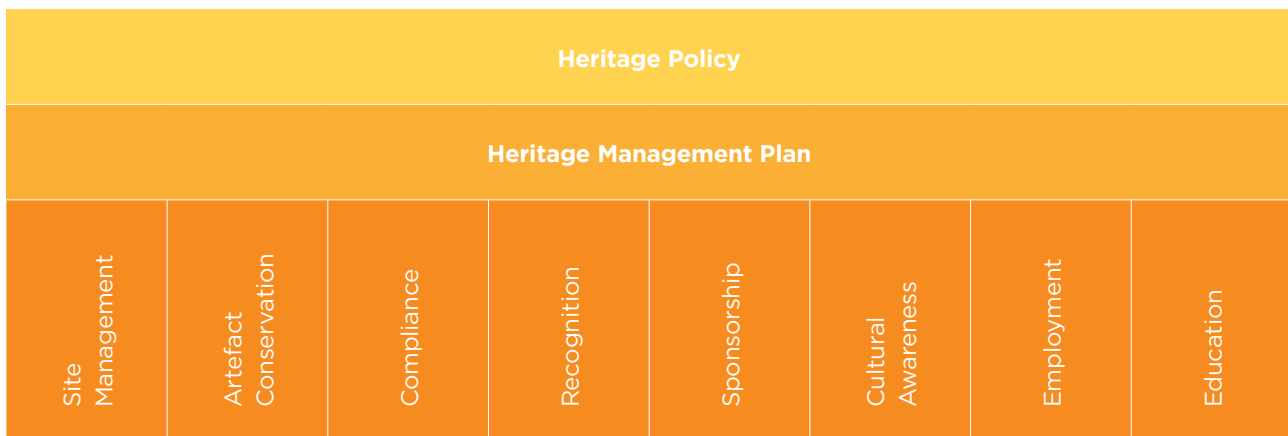 Heritage Policy
Heritage Management Plan
Site
Management
Artefact
Conservation
Compliance
Recognition
Sponsorship
Cultural
Awareness
Employment
Education